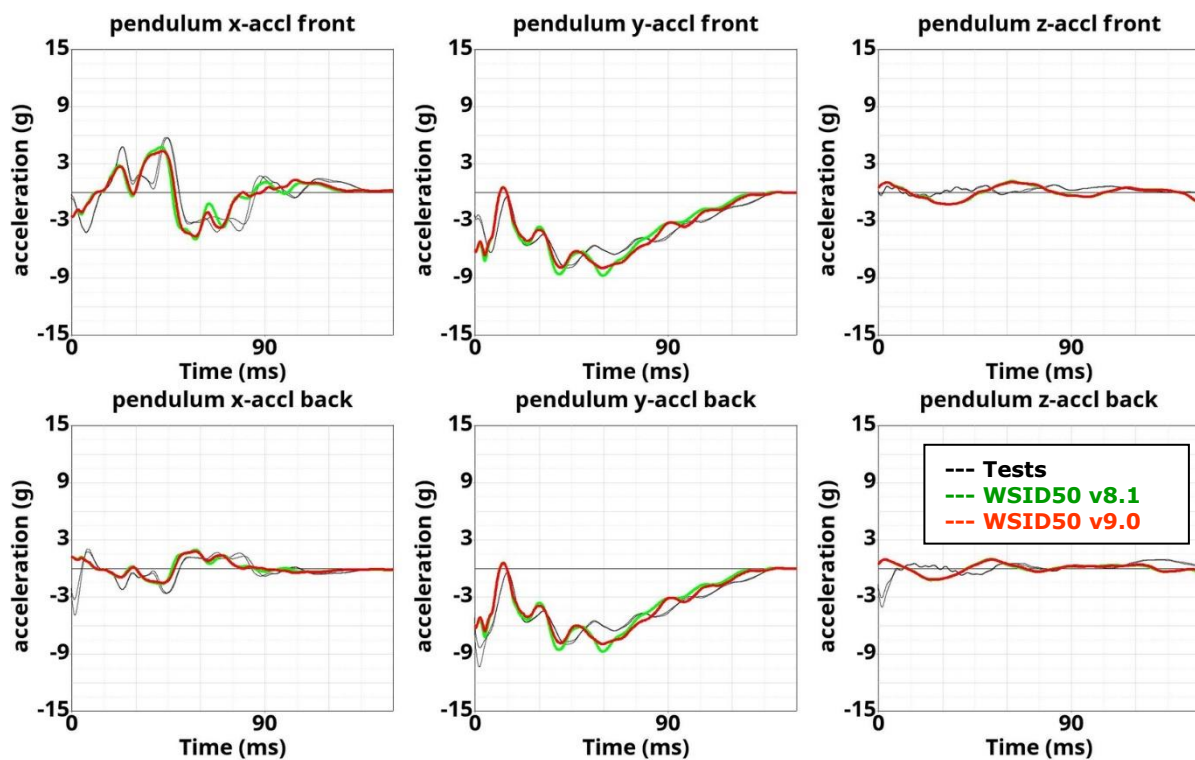 pendulum x-accl front
pendulum y-accl front
pendulum z-accl front
15
9
3
-3
-9
-15
acceleration (g)
0
90
Time (ms)
15
9
3
-3
-9
-15
acceleration (g)
0
90
Time (ms)
15
9
3
-3
-9
-15
acceleration (g)
0
90
Time (ms)
pendulum x-accl back
pendulum y-accl back
pendulum z-accl back
15
9
3
-3
-9
-15
acceleration (g)
0
90
Time (ms)
15
9
3
-3
-9
-15
acceleration (g)
0
90
Time (ms)
15
9
3
-3
-9
-15
acceleration (g)
0
90
Time (ms)
--- Tests
--- WSID50 v8.1
--- WSID50 v9.0